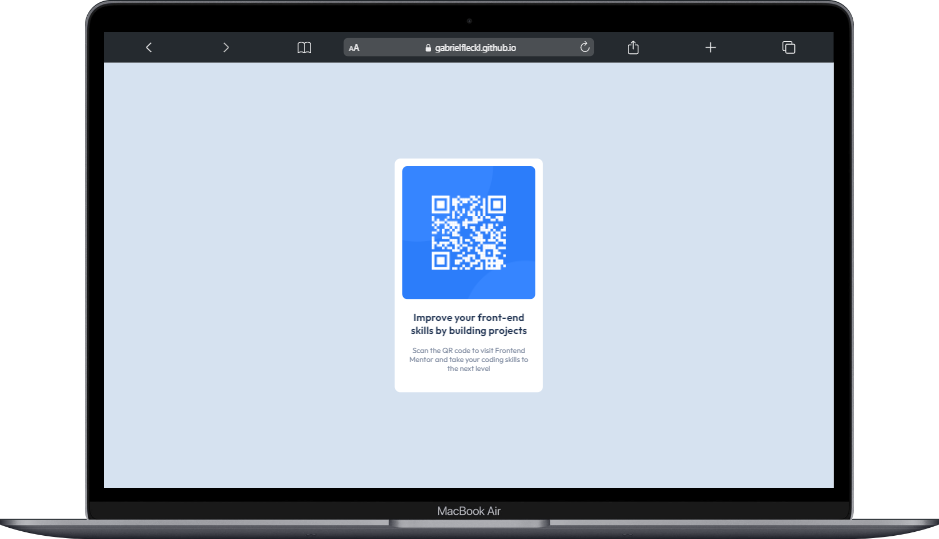 AA gabrielfleckl.github.io
Improve your front-end
skills by building projects
Scan the QR code to visit Frontend
Mentor and take your coding skills to
the next level
MacBook Air